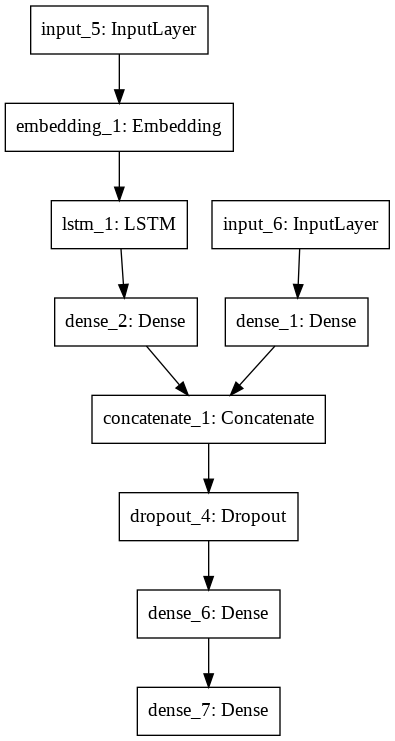 input_5: InputLayer
embedding_1: Embedding
lstm_1: LSTM
input_6: InputLayer
dense_2: Dense
dense_1: Dense
concatenate_1: Concatenate
dropout_4: Dropout
dense_6: Dense
dense_7: Dense